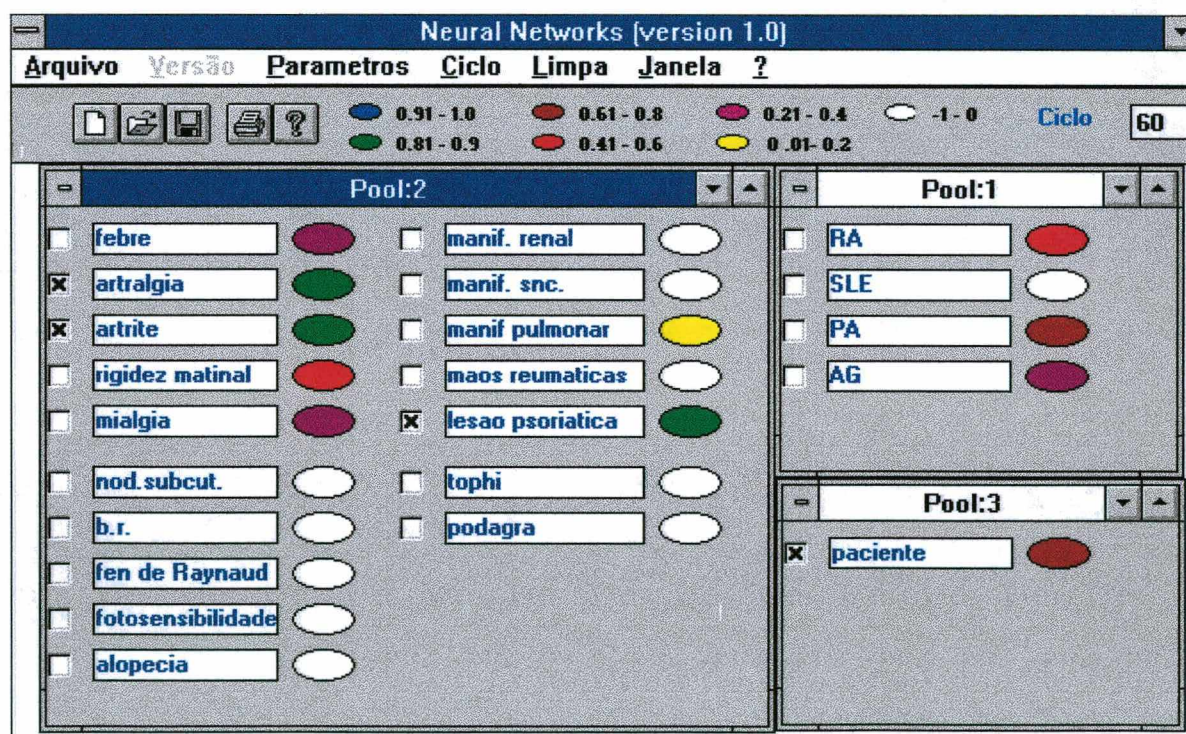 Neural Networks (version 1.0)
Arquivo Versão Parametros Ciclo Limpa Janela ?
0.91 - 1.0 0.61 - 0.8 0.21 - 0.4 -1 - 0 Ciclo 60
0.81 - 0.9 0.41 - 0.6 0 .01- 0.2
Pool:2
febre manif. renal
artralgia manif. snc.
artrite manif pulmonar
rigidez matinal maos reumaticas
mialgia lesao psoriatica
nod.subcut. tophi
b.r. podagra
fen de Raynaud
fotosensibilidade
alopecia
Pool:1
RA
SLE
PA
AG
Pool:3
paciente